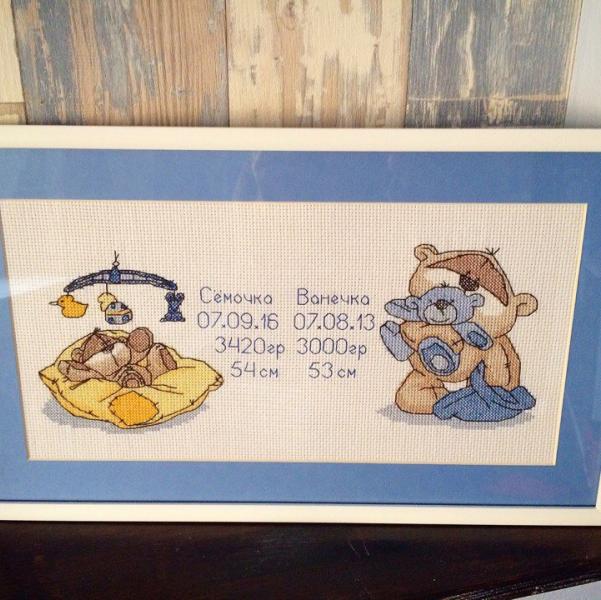 Сёмочка Ванечка
07.09.16 07.08.13
3420гр 3000гр
54см 53см